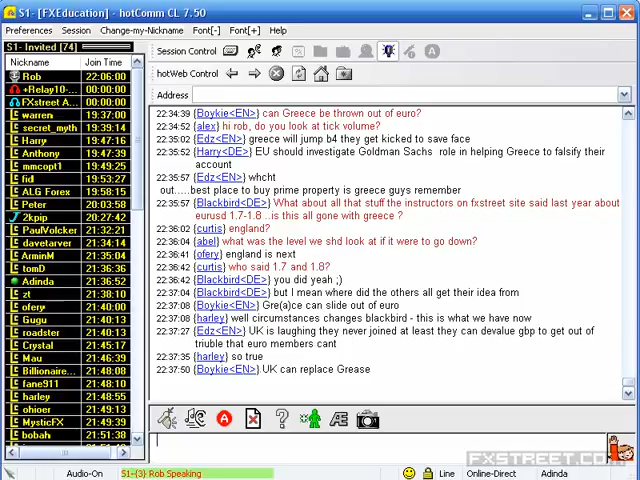 S1- [FXEducation] - hotComm CL 7.50
Preferences Session Change-my-Nickname Font[-] Font[+]
S1- Invited [74]
Session Control
Nickname Join Time
hotWeb Control
Address
Rob 22:06:00
+Relay10-... 00:00:00
FXstreet A... 00:00:00
warren 19:37:00
secret_myth 19:39:14
Harry 19:47:16
Anthony 19:47:36
mmcopt1 19:49:25
fid 19:53:27
ALG Forex 19:58:15
Peter 20:03:58
2kpip 20:27:42
PaulVolcker 21:32:21
davetarver 21:34:14
ArminM 21:36:36
tomD 21:36:36
Adinda 21:36:52
zt 21:38:10
ofery 21:40:00
Gugu 21:40:00
roadster 21:40:13
Crystal 21:45:17
Mau 21:46:39
Billionaire... 21:48:08
fane911 21:48:10
harley 21:48:55
ohioer 21:49:13
MysticFX 21:49:13
bobah 21:51:38
22:34:39 {Boykie<EN>} can Greece be thrown out of euro?
22:34:52 {alex} hi rob, do you look at tick volume?
22:35:02 {Edz<EN>} greece will jump b4 they get kicked to save face
22:35:52 {Harry<DE>} EU should investigate Goldman Sachs role in helping Greece to falsify their
account
22:35:57 {Edz<EN>} whcht
out.....best place to buy prime property is greece guys remember
22:35:57 {Blackbird<DE>} What about all that stuff the instructors on fxstreet site said last year about
eurusd 1.7-1.8 ..is this all gone with greece ?
22:36:02 {curtis} england?
22:36:04 {abel} what was the level we shd look at if it were to go down?
22:36:40 {ofery} england is next
22:36:42 {curtis} who said 1.7 and 1.8?
22:36:42 {Blackbird<DE>} you did yeah ;)
22:37:04 {Blackbird<DE>} but I mean where did the others all get their idea from
22:37:08 {Boykie<EN>} Gre(a)ce can slide out of euro
22:37:08 {harley} well circumstances changes blackbird - this is what we have now
22:37:27 {Edz<EN>} UK is laughing they never joined at least they can devalue gbp to get out of
triuble that euro members cant
22:37:35 {harley} so true
22:37:50 {Boykie<EN>} UK can replace Grease
FXSTREET.COM
Audio-On S1-{3} Rob Speaking Line Online-Direct Adinda